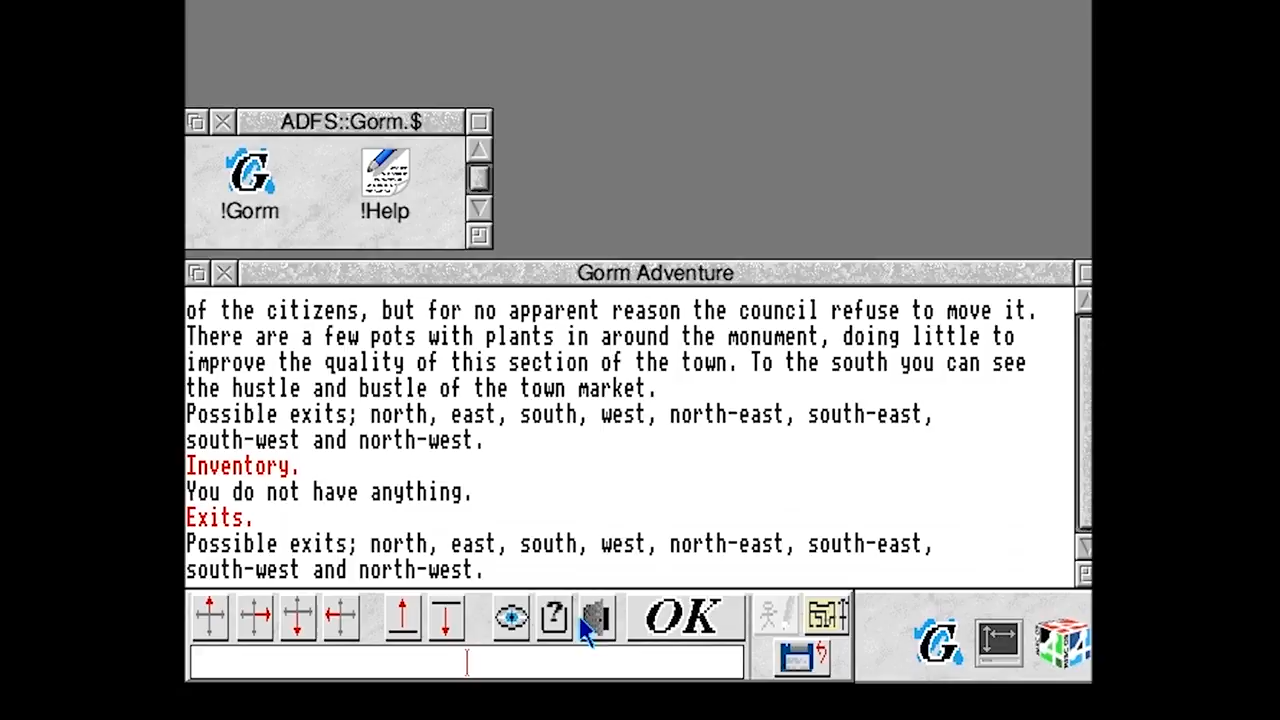 ADFS::Gorm.$
!Gorm
!Help
Gorm Adventure
of the citizens, but for no apparent reason the council refuse to move it.
There are a few pots with plants in around the monument, doing little to
improve the quality of this section of the town. To the south you can see
the hustle and bustle of the town market.
Possible exits; north, east, south, west, north-east, south-east,
south-west and north-west.
Inventory.
You do not have anything.
Exits.
Possible exits; north, east, south, west, north-east, south-east,
south-west and north-west.
OK